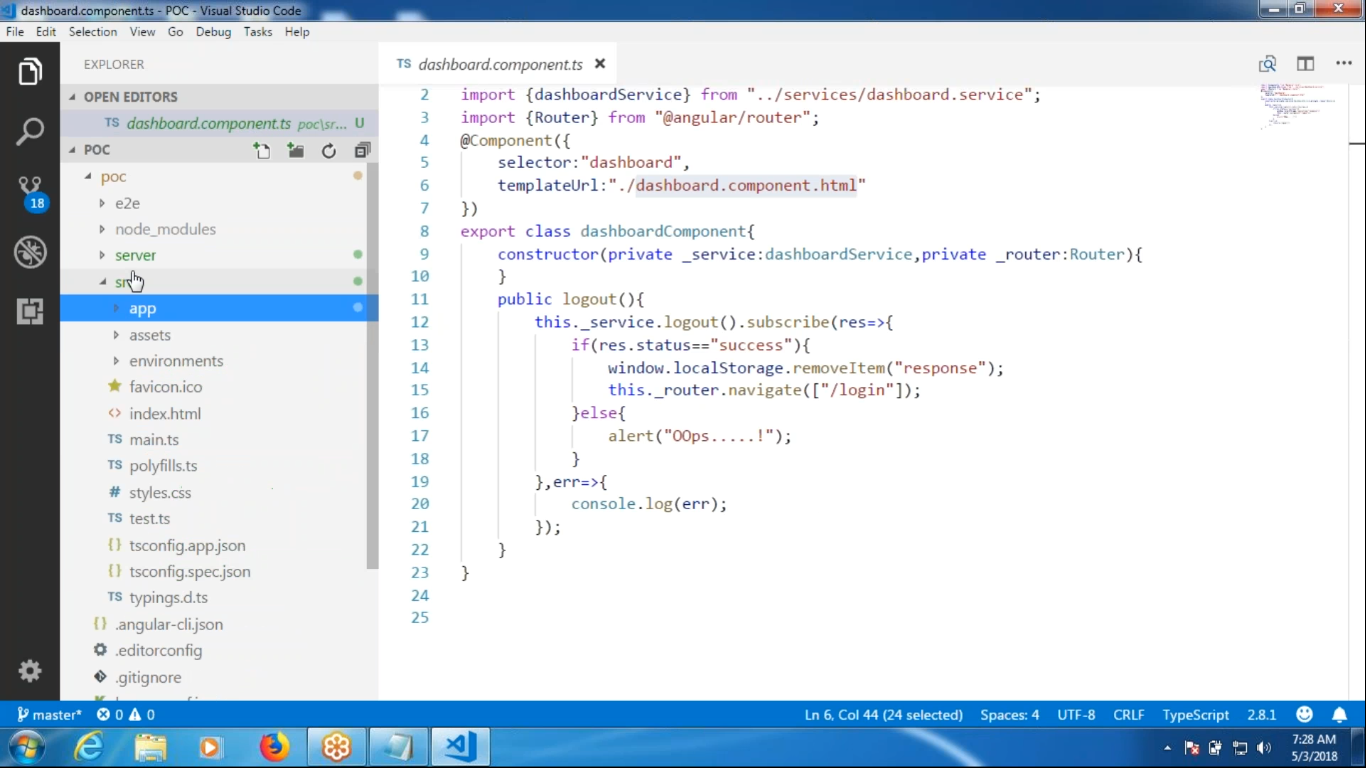 dashboard.component.ts - POC - Visual Studio Code
File Edit Selection View Go Debug Tasks Help
EXPLORER
OPEN EDITORS
TS dashboard.component.ts poc\sr... U
POC
poc
e2e
node_modules
server
app
assets
environments
favicon.ico
<> index.html
TS main.ts
TS polyfills.ts
# styles.css
TS test.ts
{} tsconfig.app.json
{} tsconfig.spec.json
TS typings.d.ts
{} .angular-cli.json
.editorconfig
.gitignore
18
TS dashboard.component.ts
2 import {dashboardService} from "../services/dashboard.service";
3 import {Router} from "@angular/router";
4 @Component({
5 selector:"dashboard",
6 templateUrl:"./dashboard.component.html"
7 })
8 export class dashboardComponent{
9 constructor(private _service:dashboardService,private _router:Router){
10 }
11 public logout(){
12 this._service.logout().subscribe(res=>{
13 if(res.status=="success"){
14 window.localStorage.removeItem("response");
15 this._router.navigate(["/login"]);
16 }else{
17 alert("OOps.....!");
18 }
19 },err=>{
20 console.log(err);
21 });
22 }
23 }
24
25
master* 0 0 Ln 6, Col 44 (24 selected) Spaces: 4 UTF-8 CRLF TypeScript 2.8.1
7:28 AM
5/3/2018